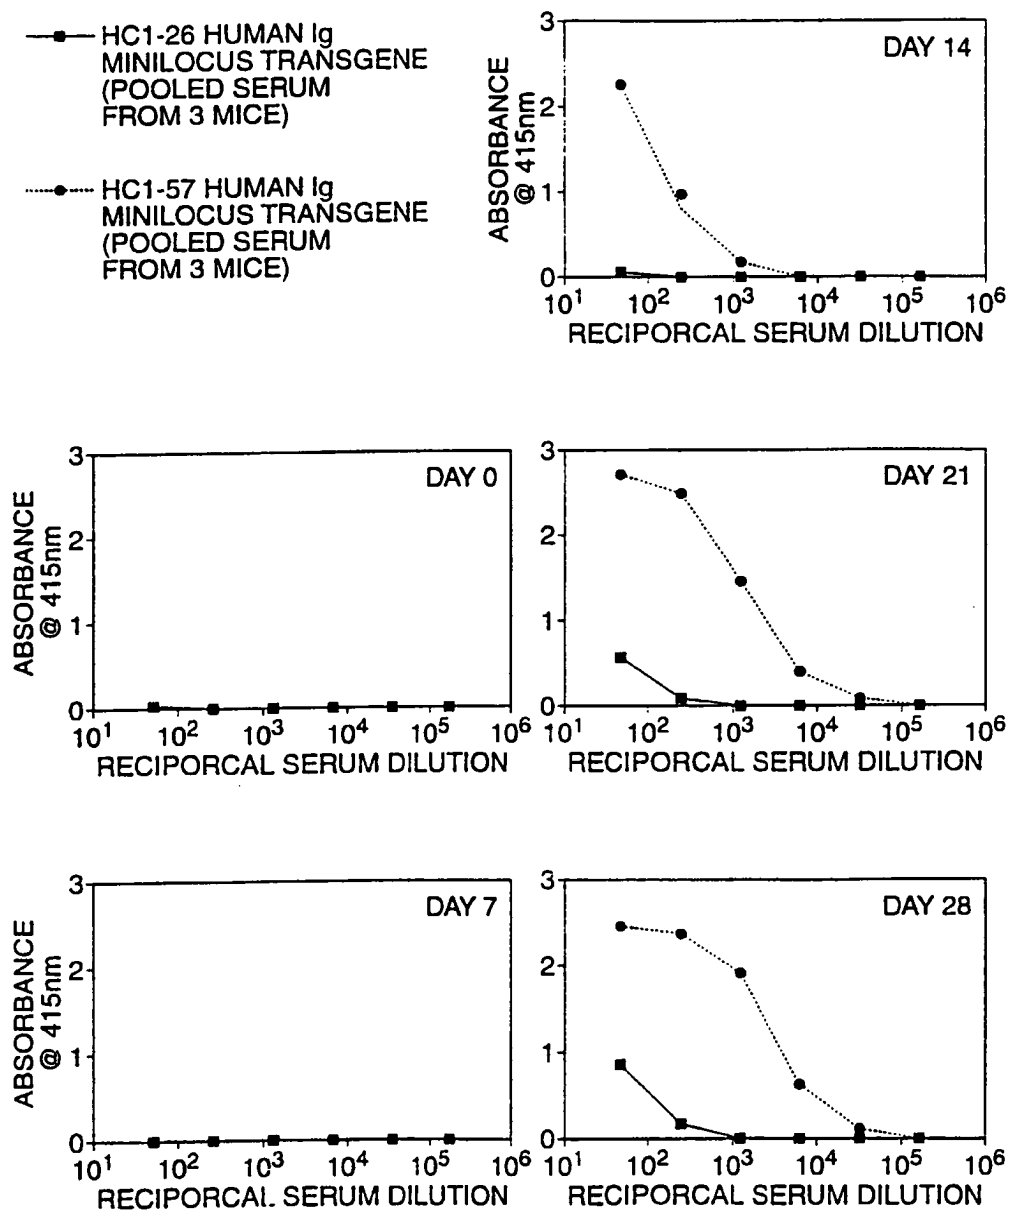 HC1-26 HUMAN Ig
MINILOCUS TRANSGENE
(POOLED SERUM
FROM 3 MICE)
HC1-57 HUMAN Ig
MINILOCUS TRANSGENE
(POOLED SERUM
FROM 3 MICE)
DAY 14
ABSORBANCE
@ 415nm
3
2
1
0
10¹ 10² 10³ 10⁴ 10⁵ 10⁶
RECIPORCAL SERUM DILUTION
DAY 0
ABSORBANCE
@ 415nm
3
2
1
0
10¹ 10² 10³ 10⁴ 10⁵ 10⁶
RECIPORCAL SERUM DILUTION
DAY 21
3
2
1
0
10¹ 10² 10³ 10⁴ 10⁵ 10⁶
RECIPORCAL SERUM DILUTION
DAY 7
ABSORBANCE
@ 415nm
3
2
1
0
10¹ 10² 10³ 10⁴ 10⁵ 10⁶
RECIPORCAL SERUM DILUTION
DAY 28
3
2
1
0
10¹ 10² 10³ 10⁴ 10⁵ 10⁶
RECIPORCAL SERUM DILUTION